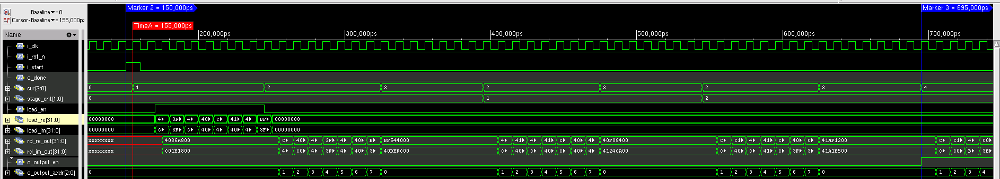 Marker 2 = 150,000ps
Marker 3 = 695,000ps
Baseline▼= 0
Cursor-Baseline▼= 155,000ps
TimeA = 155,000ps
Name
200,000ps 300,000ps 400,000ps 500,000ps 600,000ps 700,000ps
i_clk
i_rst_n
i_start
o_done
cur[2:0] 0 1 2 3 2 3 2 3 4
stage_cnt[1:0] 0 1 2
load_en
load_re[31:0] 00000000 4▶ 3F▶ 4▶ 40▶ C▶ 41▶ 4▶ BF▶ 00000000
load_im[31:0] 00000000 C▶ 3F▶ C▶ 40▶ 4▶ 40▶ 4▶ 3F▶ 00000000
rd_re_out[31:0] xxxxxxxx 4036A800 C▶ 40▶ 4▶ 3F▶ 4▶ 40▶ B▶ BF544000 4▶ 41▶ 4▶ 41▶ C▶ 40▶ 4▶ 40F08400 C▶ C1▶ 4▶ 41▶ C▶ 40▶ C▶ 41AF1200 C▶ C1▶ 4▶ C0▶
rd_im_out[31:0] xxxxxxxx C01E1800 4▶ C0▶ 4▶ 3F▶ 4▶ 40▶ 3▶ 40DEFC00 C▶ 40▶ 4▶ 40▶ C▶ 40▶ 4▶ 4124CA00 C▶ 40▶ C▶ 41▶ C▶ 3F▶ 3▶ 41A1E500 C▶ C0▶ B▶ 3E▶
o_output_en
o_output_addr[2:0] 0 1 2 3 4 5 6 7 0 1 2 3 4 5 6 7 0 1 2 3 4 5 6 7 0 1 2 3 4